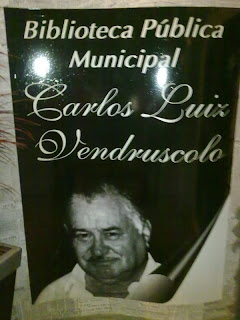 Biblioteca Pública
Municipal
Carlos Luiz
Vendruscolo